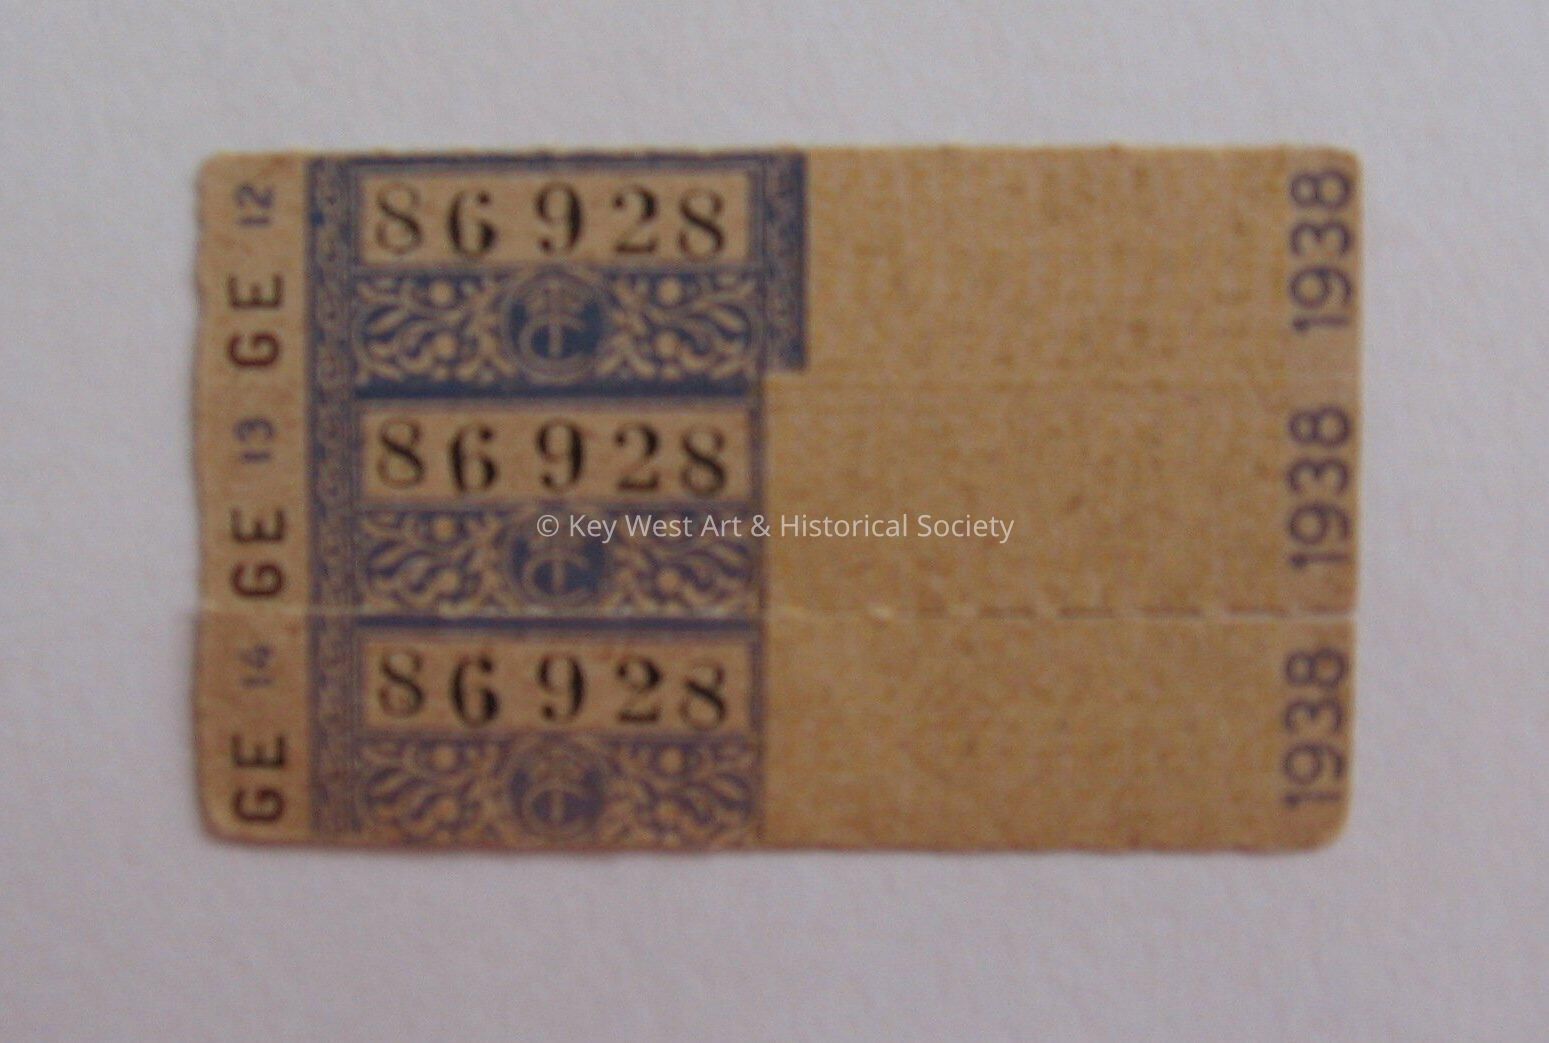 GE 12 86928 1938
GE 13 86928 1938
GE 14 86928 1938
© Key West Art & Historical Society